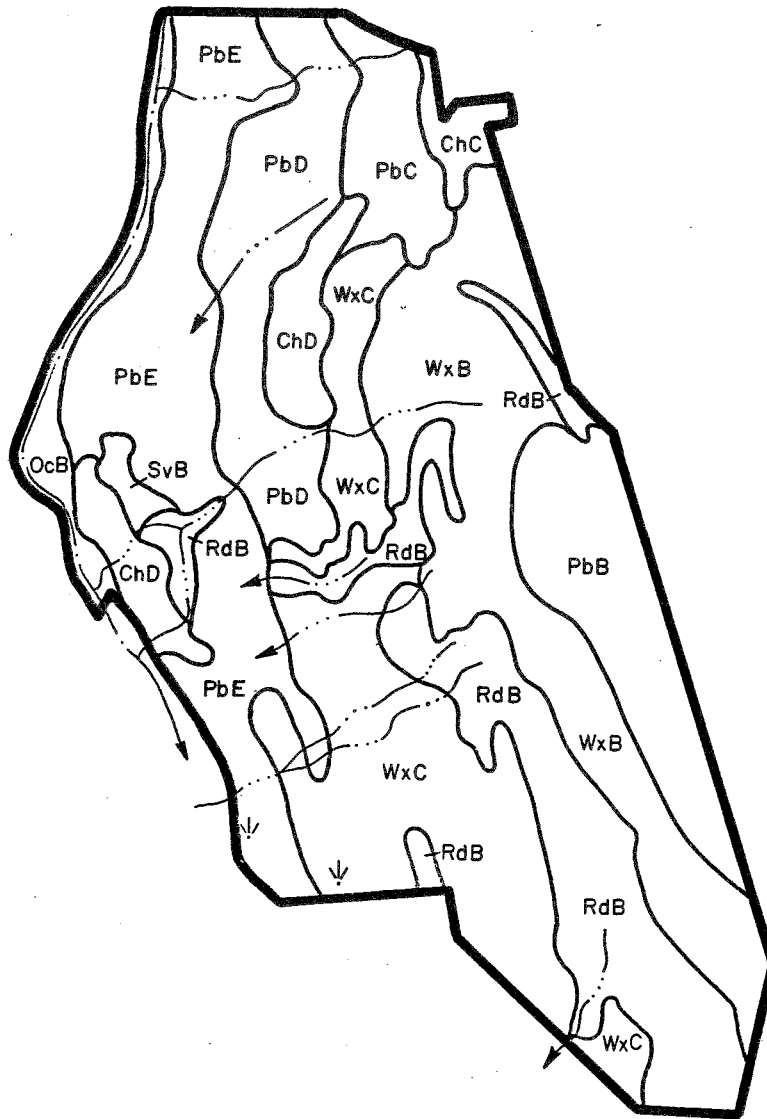 PbE
ChC
PbD
PbC
WxC
ChD
WxB
PbE
RdB
OcB
SvB
WxC
PbD
RdB
RdB
PbB
ChD
PbE
RdB
WxB
WxC
RdB
RdB
WxC